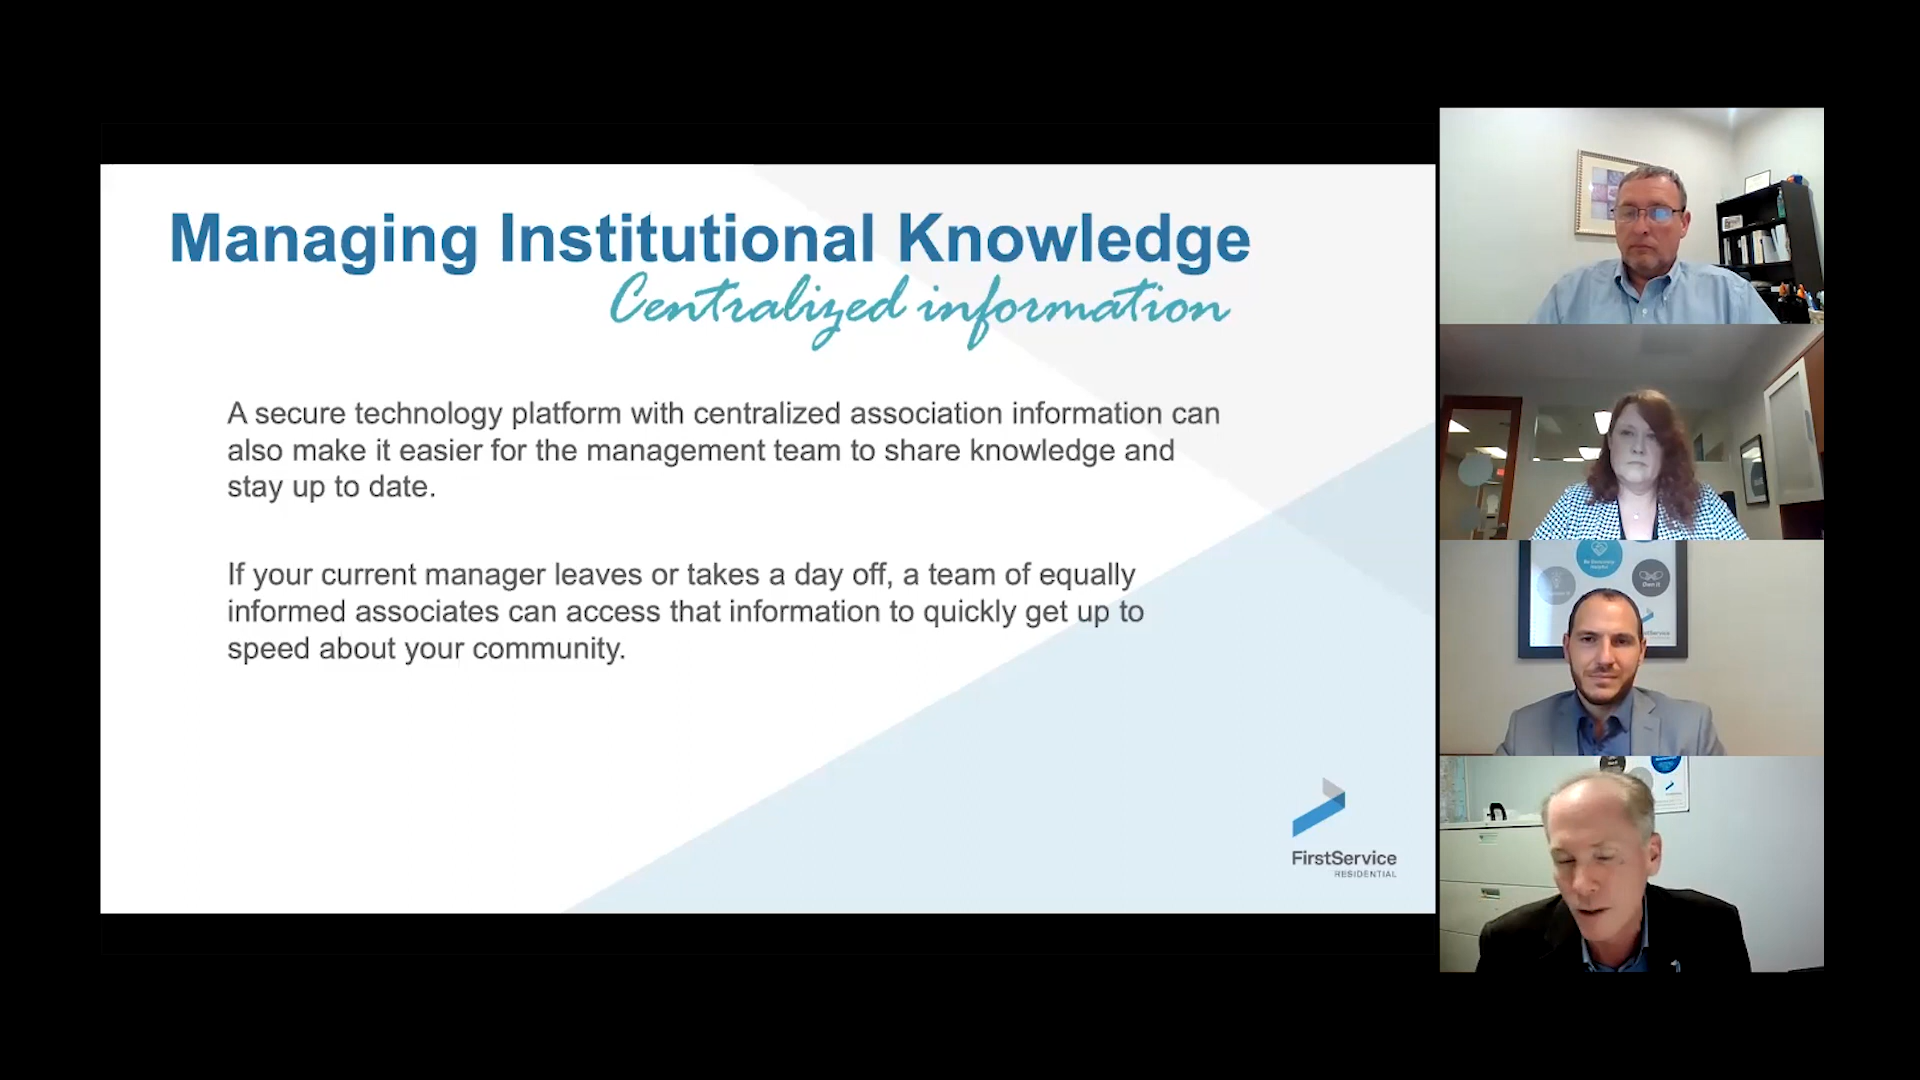 Managing Institutional Knowledge
Centralized information
A secure technology platform with centralized association information can
also make it easier for the management team to share knowledge and
stay up to date.
If your current manager leaves or takes a day off, a team of equally
informed associates can access that information to quickly get up to
speed about your community.
FirstService
RESIDENTIAL
Own It